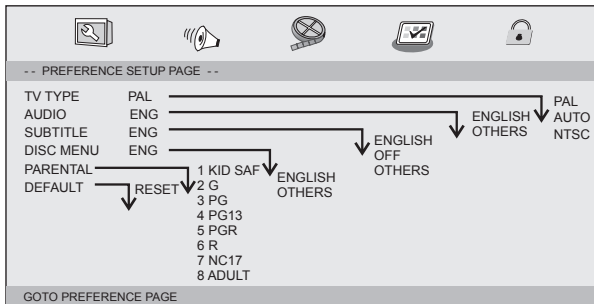 - - PREFERENCE SETUP PAGE - -
TV TYPE PAL
AUDIO ENG
SUBTITLE ENG
DISC MENU ENG
PARENTAL
DEFAULT
RESET
1 KID SAF
2 G
3 PG
4 PG13
5 PGR
6 R
7 NC17
8 ADULT
ENGLISH
OTHERS
ENGLISH
OFF
OTHERS
ENGLISH
OTHERS
PAL
AUTO
NTSC
GOTO PREFERENCE PAGE